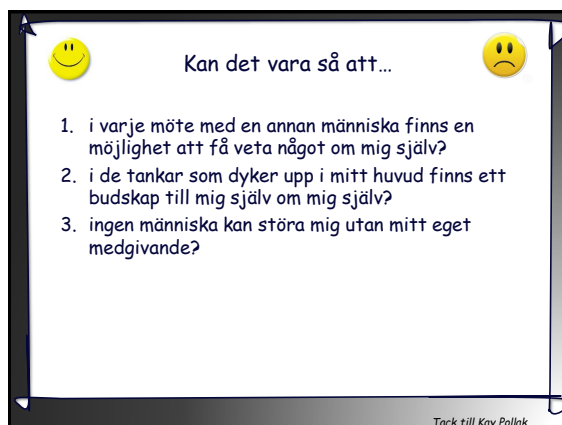 Kan det vara så att…
1. i varje möte med en annan människa finns en
möjlighet att få veta något om mig själv?
2. i de tankar som dyker upp i mitt huvud finns ett
budskap till mig själv om mig själv?
3. ingen människa kan störa mig utan mitt eget
medgivande?
Tack till Kay Pollak